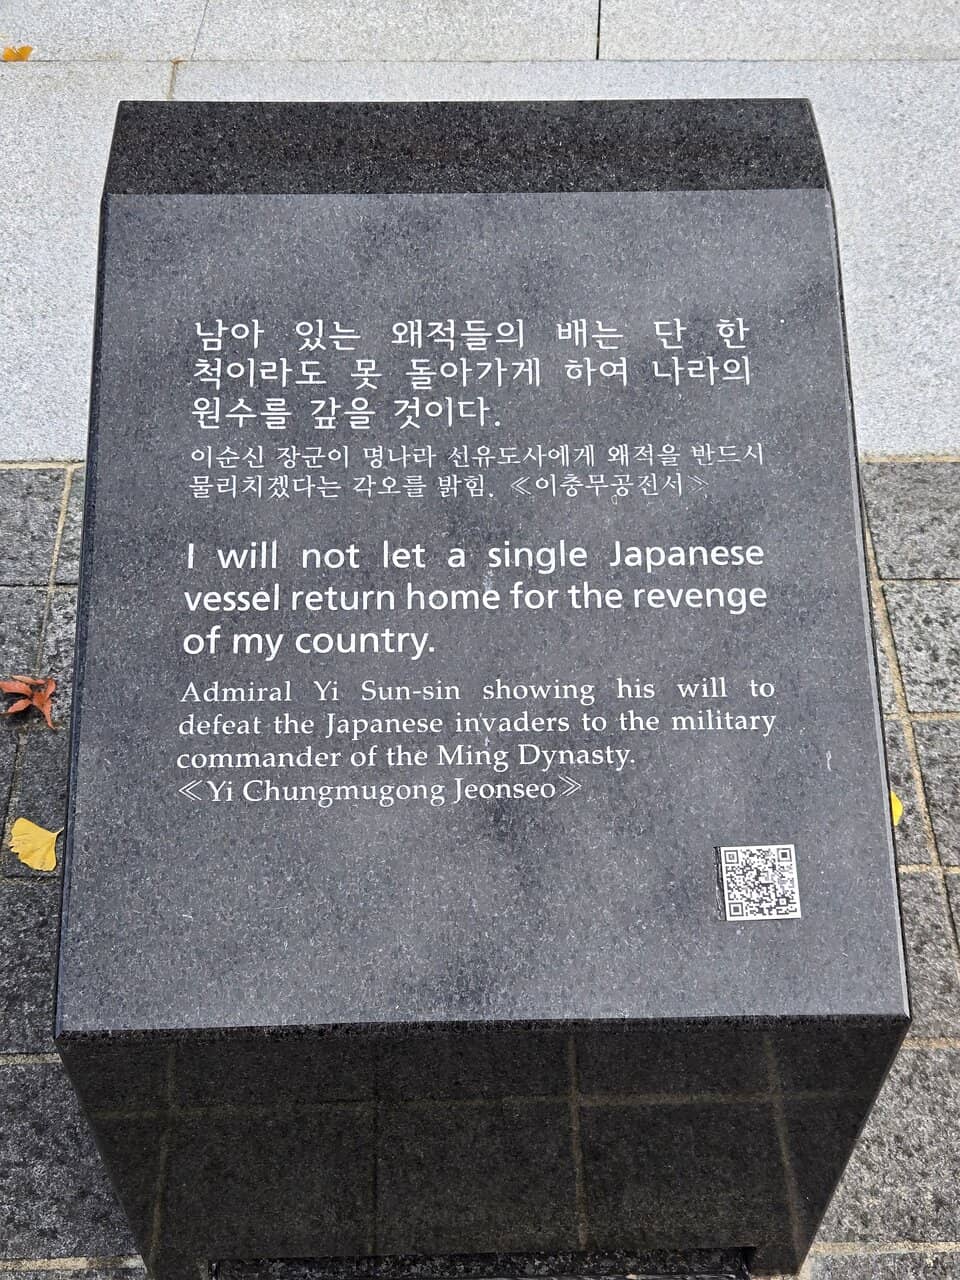 남아 있는 왜적들의 배는 단 한
척이라도 못 돌아가게 하여 나라의
원수를 갚을 것이다.
이순신 장군이 명나라 선유도사에게 왜적을 반드시
물리치겠다는 각오를 밝힘. ≪이충무공전서≫
I will not let a single Japanese
vessel return home for the revenge
of my country.
Admiral Yi Sun-sin showing his will to
defeat the Japanese invaders to the military
commander of the Ming Dynasty.
≪Yi Chungmugong Jeonseo≫